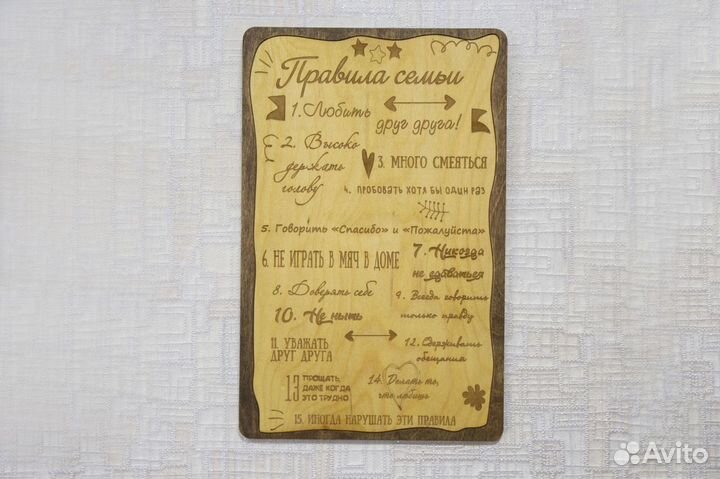 Правила семьи
1. Любить
друг друга!
2. Высоко
держать
голову
3. МНОГО СМЕЯТЬСЯ
4. ПРОБОВАТЬ ХОТЯ БЫ ОДИН РАЗ
5. Говорить «Спасибо» и «Пожалуйста»
6. НЕ ИГРАТЬ В МЯЧ В ДОМЕ
7. Никогда
не сдаваться
8. Доверять себе
9. Всегда говорить
только правду
10. Не ныть
11. УВАЖАТЬ
ДРУГ ДРУГА
12. Сдерживать
обещания
13 ПРОЩАТЬ,
ДАЖЕ КОГДА
ЭТО ТРУДНО
14. Делать то,
что любишь
15. ИНОГДА НАРУШАТЬ ЭТИ ПРАВИЛА
Avito